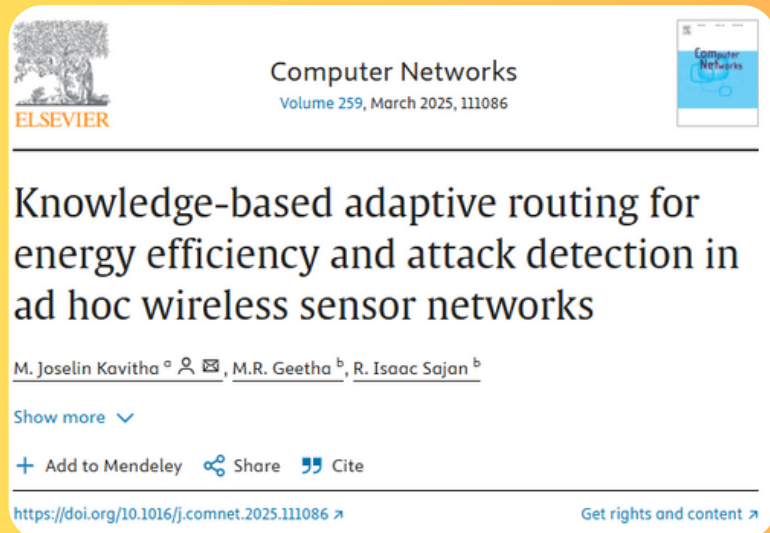 ELSEVIER
Computer Networks
Volume 259, March 2025, 111086
Computer
Networks
Knowledge-based adaptive routing for
energy efficiency and attack detection in
ad hoc wireless sensor networks
M. Joselin Kavitha a, M.R. Geetha b, R. Isaac Sajan b
Show more
+ Add to Mendeley Share Cite
https://doi.org/10.1016/j.comnet.2025.111086
Get rights and content